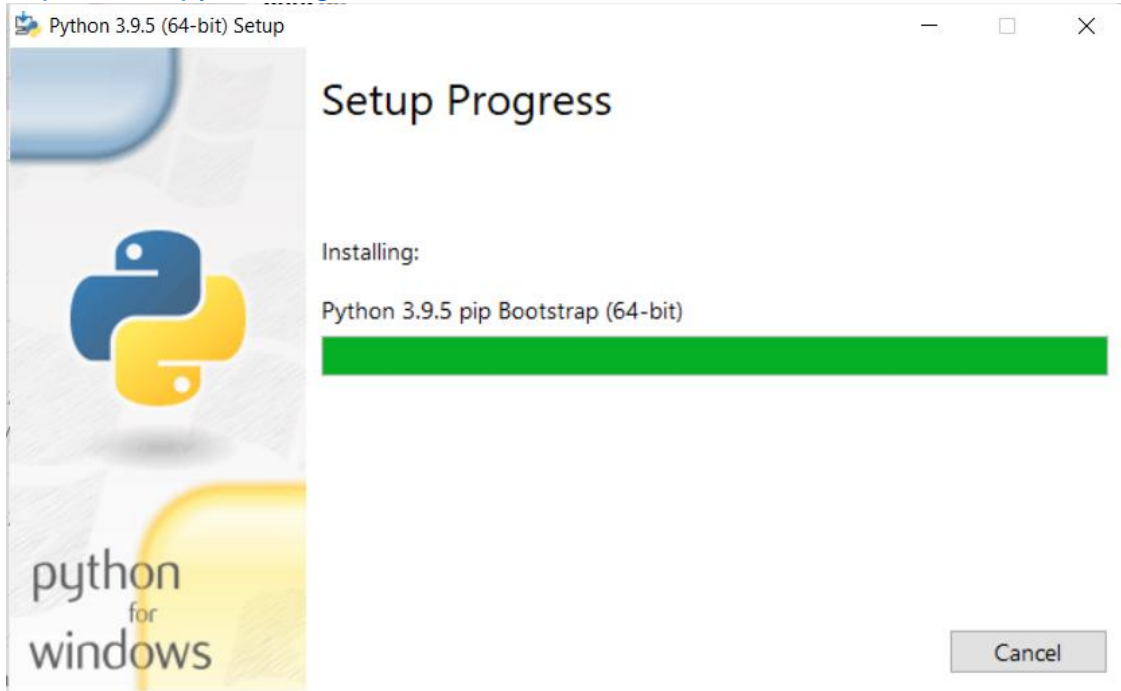 Python 3.9.5 (64-bit) Setup
Setup Progress
Installing:
Python 3.9.5 pip Bootstrap (64-bit)
python
for
windows
Cancel